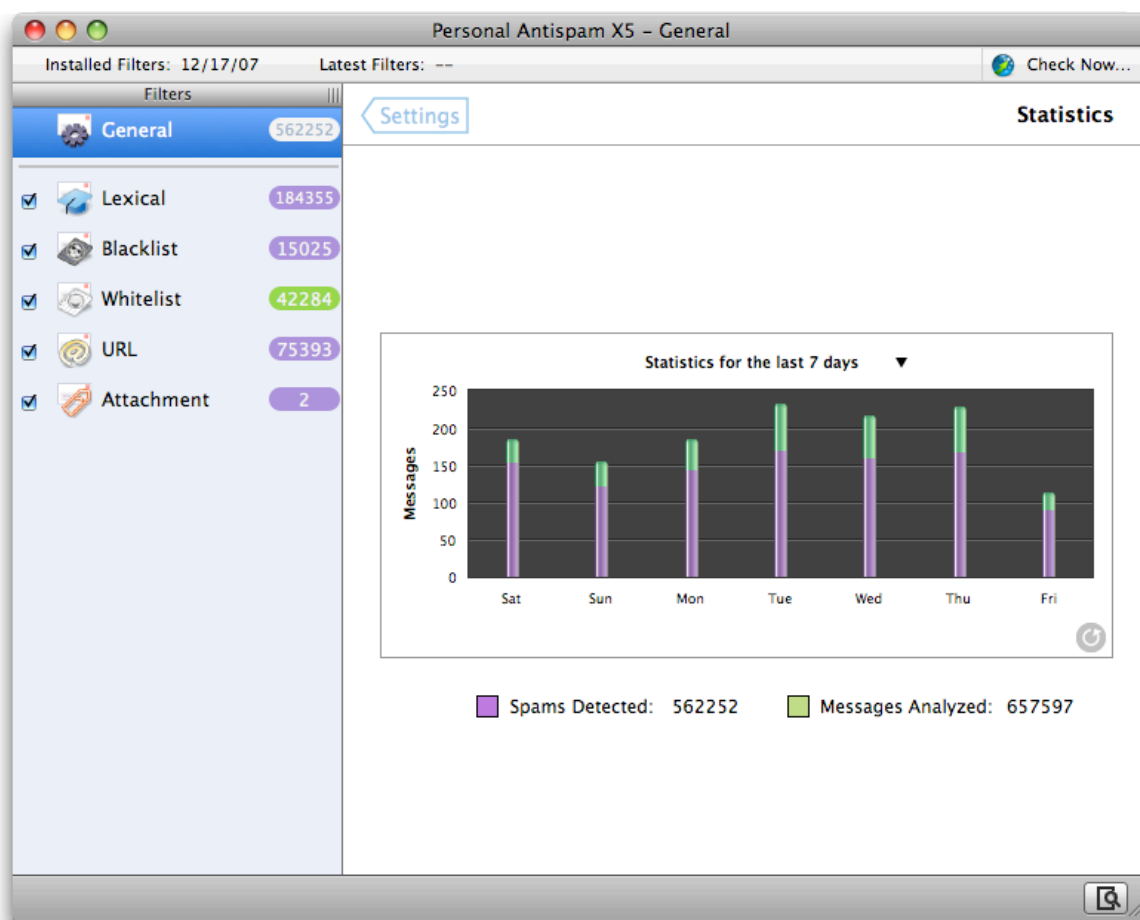 Personal Antispam X5 – General
Installed Filters: 12/17/07 Latest Filters: -- Check Now...
Filters
General 562252
Lexical 184355
Blacklist 15025
Whitelist 42284
URL 75393
Attachment 2
Settings
Statistics
Statistics for the last 7 days ▼
Messages
250
200
150
100
50
0
Sat Sun Mon Tue Wed Thu Fri
Spams Detected: 562252 Messages Analyzed: 657597